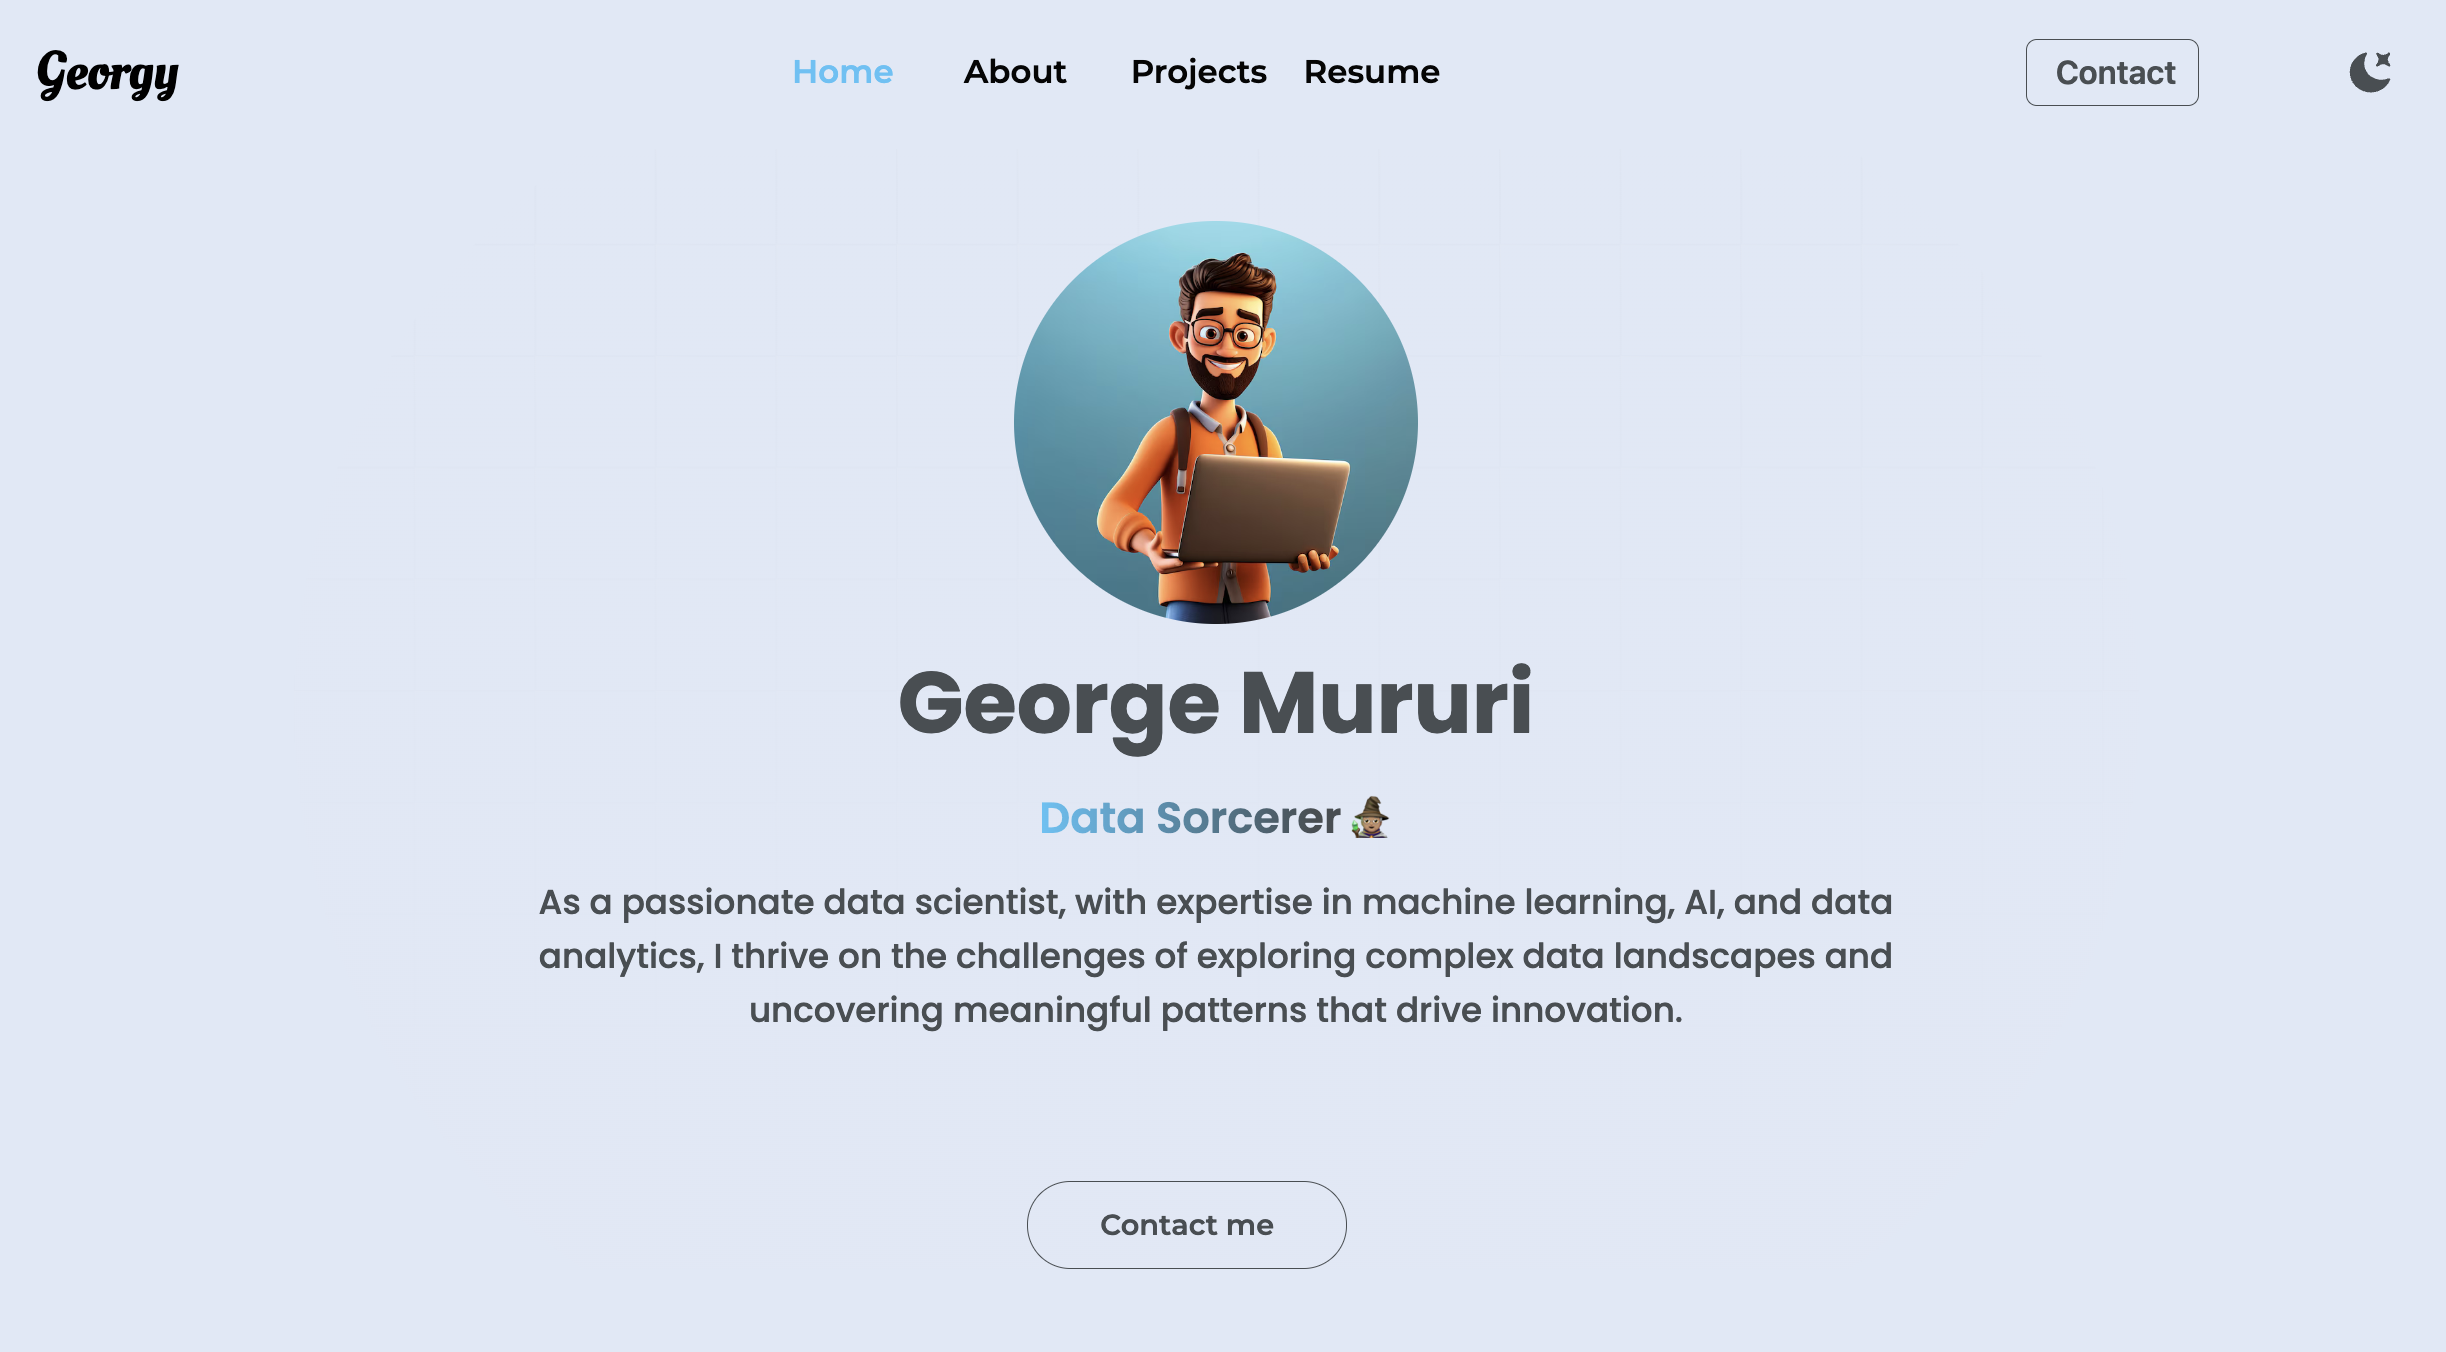 Georgy
Home About Projects Resume
Contact
George Mururi
Data Sorcerer
As a passionate data scientist, with expertise in machine learning, AI, and data
analytics, I thrive on the challenges of exploring complex data landscapes and
uncovering meaningful patterns that drive innovation.
Contact me